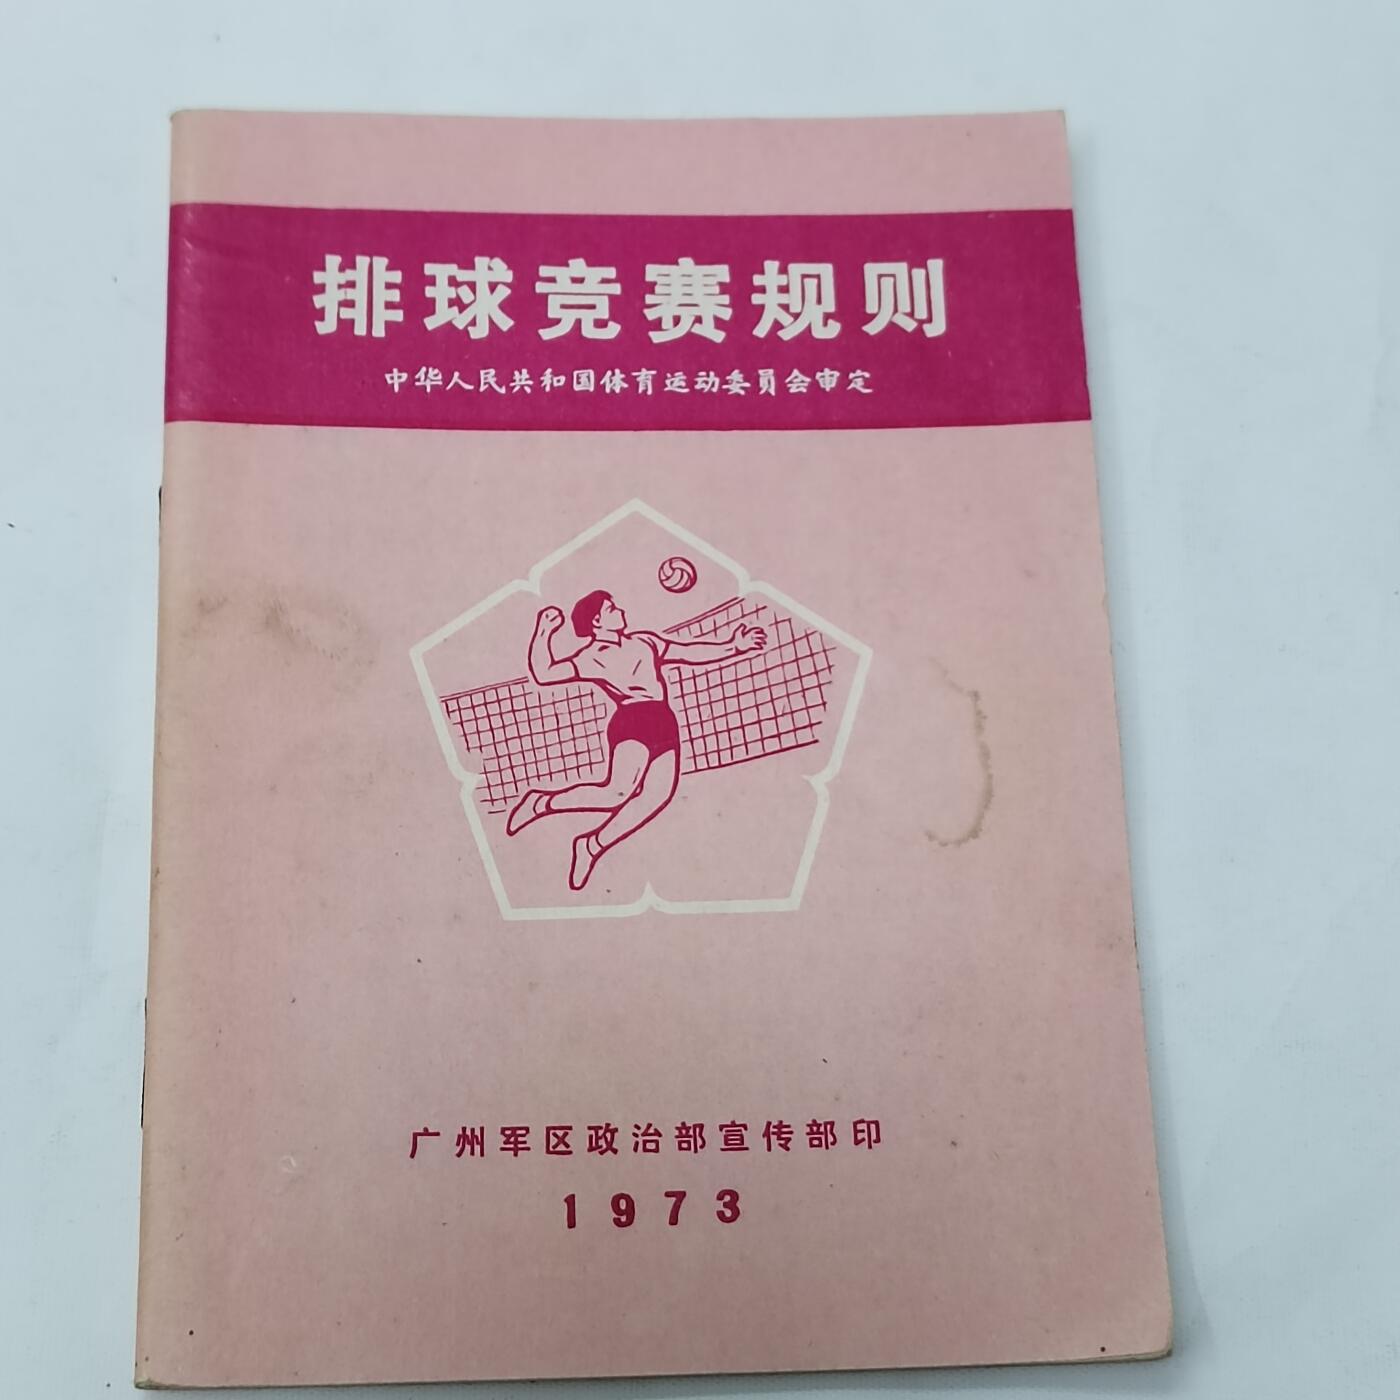 排球竞赛规则
中华人民共和国体育运动委员会审定
广州军区政治部宣传部印
1973